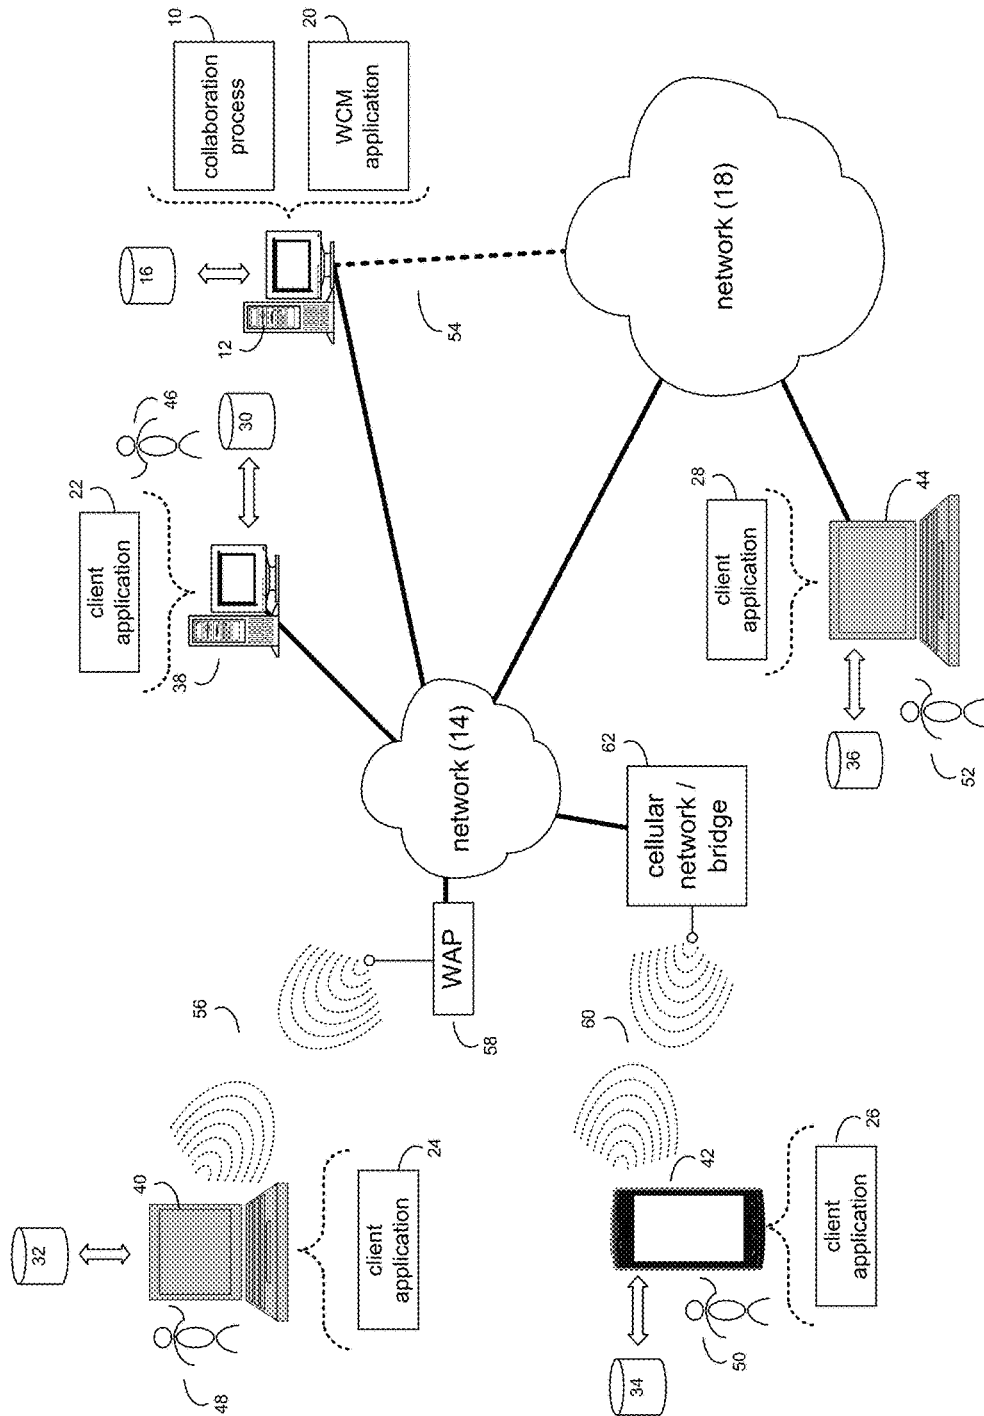 32
40
48
24
client
application
56
58
WAP
22
client
application
38
46
30
16
12
10
collaboration
process
20
WCM
application
54
network (14)
network (18)
34
50
42
26
client
application
60
62
cellular
network /
bridge
28
client
application
36
52
44